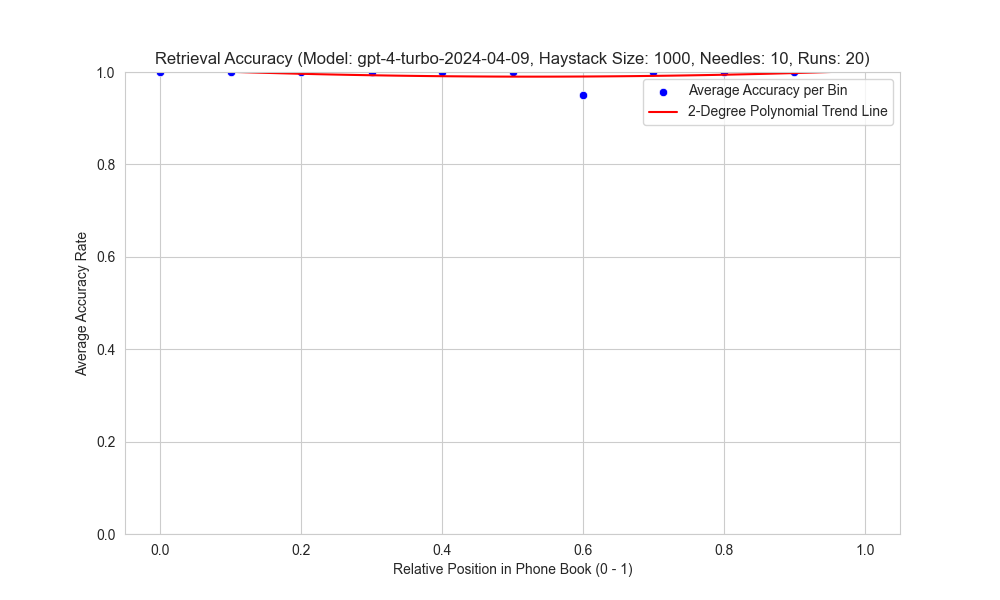 Retrieval Accuracy (Model: gpt-4-turbo-2024-04-09, Haystack Size: 1000, Needles: 10, Runs: 20)
Average Accuracy per Bin
2-Degree Polynomial Trend Line
Average Accuracy Rate
1.0
0.8
0.6
0.4
0.2
0.0
0.0 0.2 0.4 0.6 0.8 1.0
Relative Position in Phone Book (0 - 1)